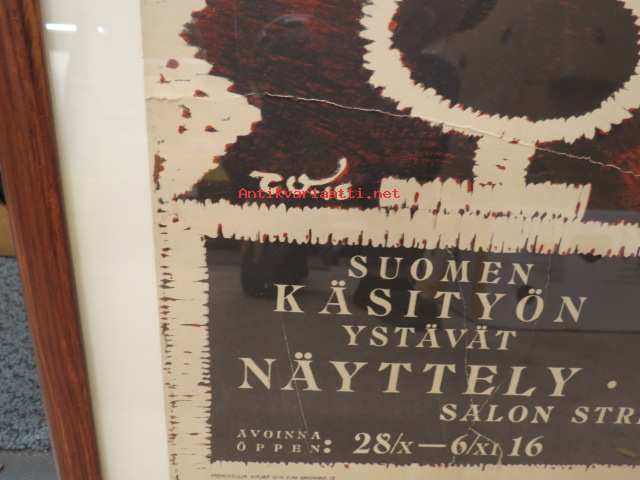 Antikvariaatti.net
SUOMEN
KÄSITYÖN
YSTÄVÄT
NÄYTTELY ·
SALON STR
AVOINNA
ÖPPEN: 28/X—6/XI 16